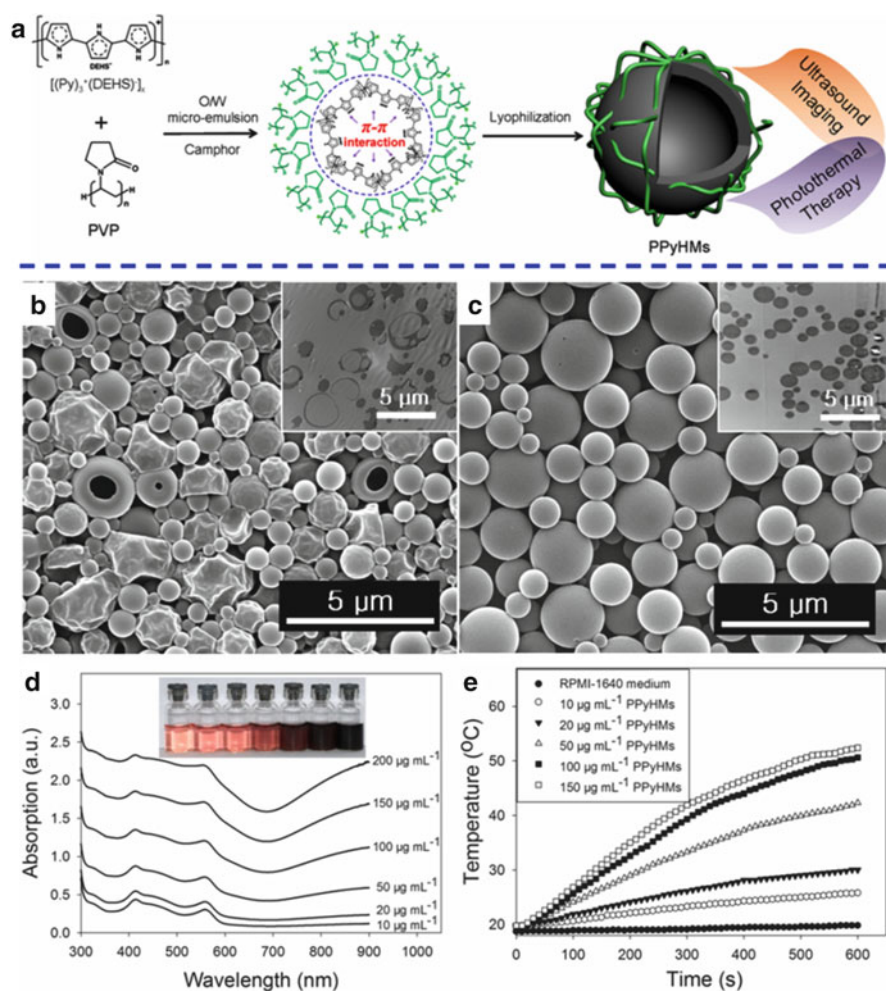 a
[(Py)₃⁺(DEHS)⁻]ₓ
DEHS⁻
+
PVP
O/W
micro-emulsion
Camphor
π-π
interaction
Lyophilization
PPyHMs
Ultrasound
Imaging
Photothermal
Therapy
b
5 µm
5 µm
c
5 µm
5 µm
d
Absorption (a.u.)
3.0
2.5
2.0
1.5
1.0
0.5
0.0
200 µg mL⁻¹
150 µg mL⁻¹
100 µg mL⁻¹
50 µg mL⁻¹
20 µg mL⁻¹
10 µg mL⁻¹
300 400 500 600 700 800 900 1000
Wavelength (nm)
e
RPMI-1640 medium
10 µg mL⁻¹ PPyHMs
20 µg mL⁻¹ PPyHMs
50 µg mL⁻¹ PPyHMs
100 µg mL⁻¹ PPyHMs
150 µg mL⁻¹ PPyHMs
Temperature (°C)
60
50
40
30
20
0 100 200 300 400 500 600
Time (s)